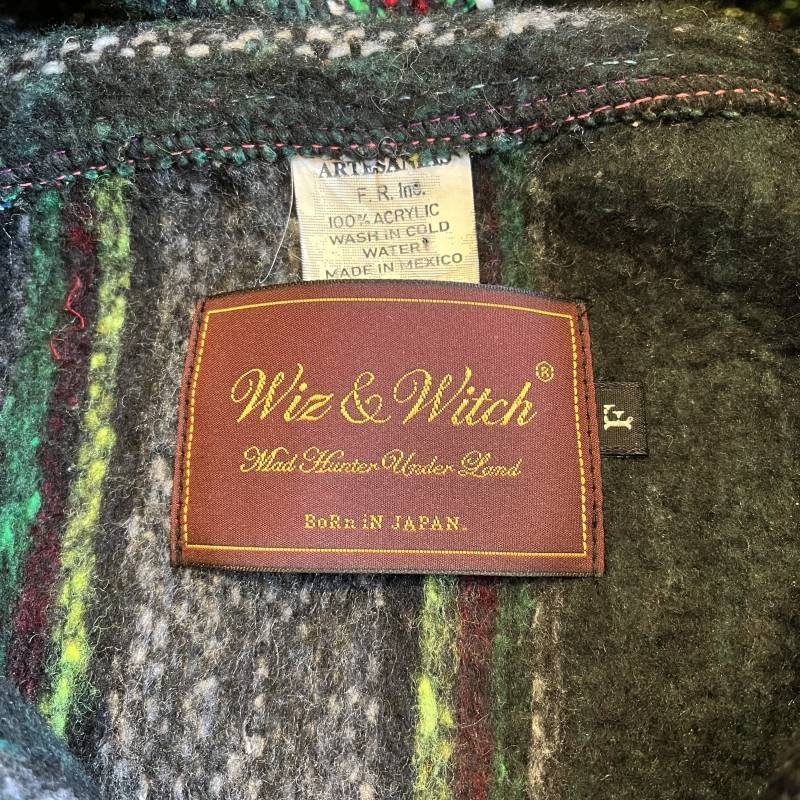 ARTESANIAS
F. R. Inc.
100% ACRYLIC
WASH IN COLD
WATER
MADE IN MEXICO
Wiz & Witch®
Mad Hunter Under Land
BoRn iN JAPAN.
F